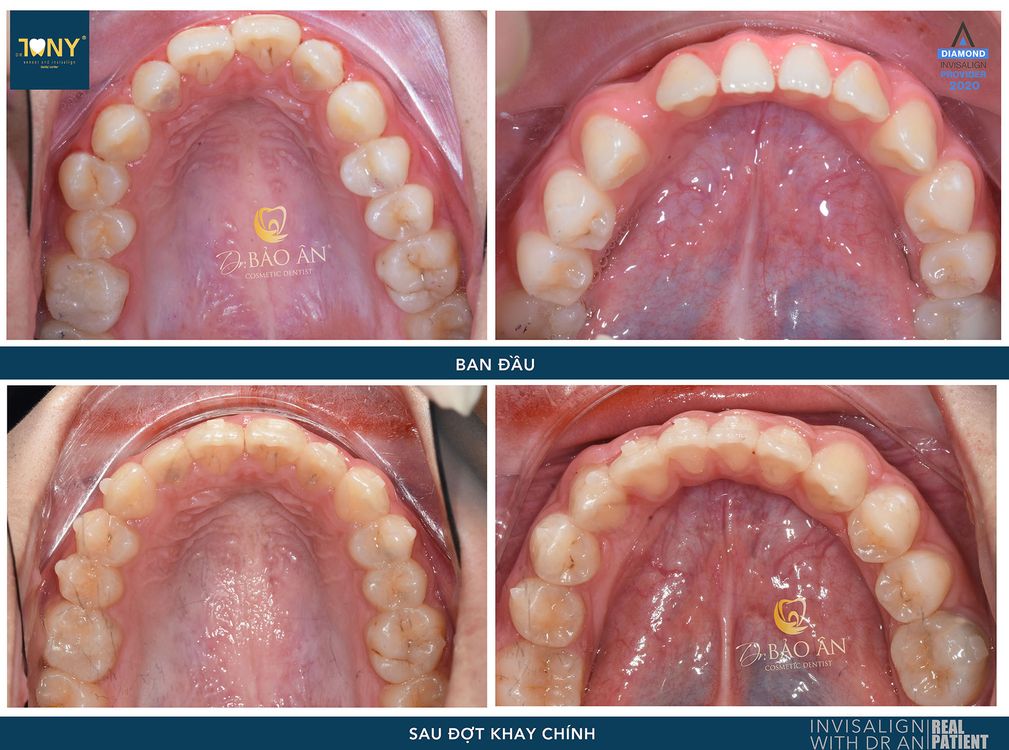 DR TONY®
DIAMOND
INVISALIGN
PROVIDER
2020
Dr. BẢO ÂN®
COSMETIC DENTIST
BAN ĐẦU
Dr. BẢO ÂN®
COSMETIC DENTIST
SAU ĐỢT KHAY CHÍNH
INVISALIGN REAL
WITH DR AN PATIENT